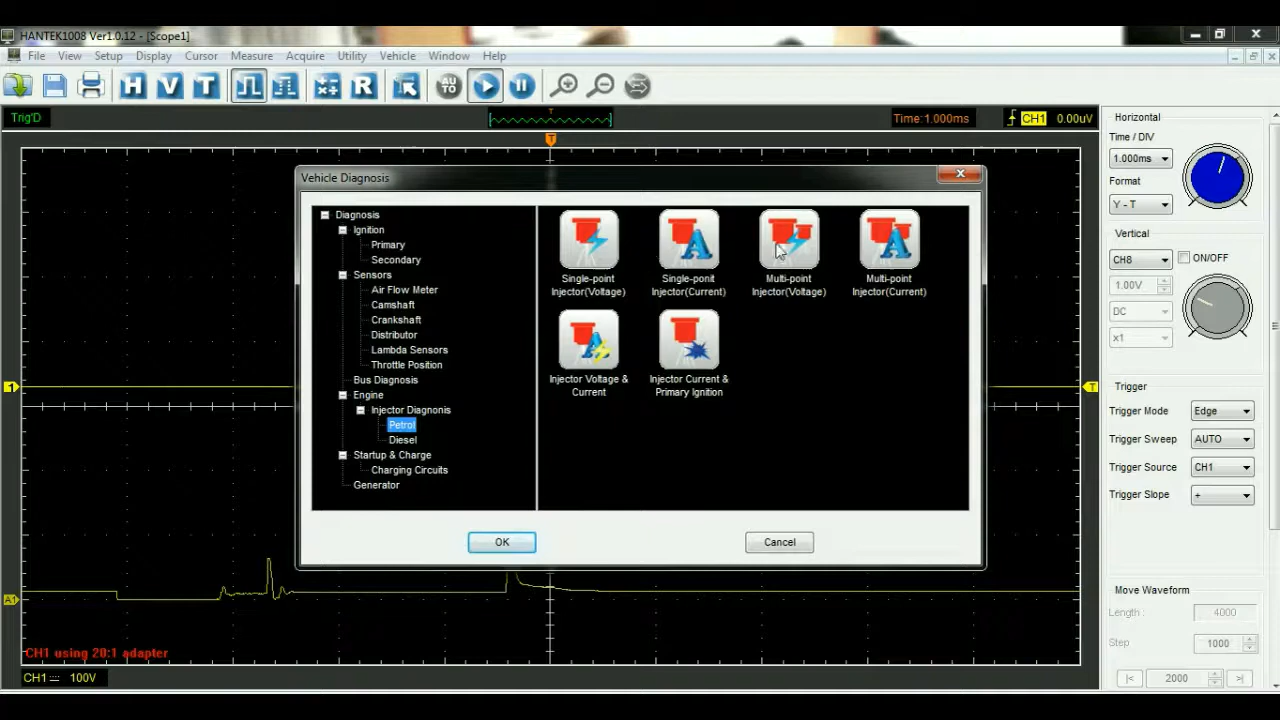 HANTEK1008 Ver1.0.12 - [Scope1]
File View Setup Display Cursor Measure Acquire Utility Vehicle Window Help
H V T R AU TO
Trig'D
T
Time:1.000ms
CH1 0.00uV
T
Horizontal
Time / DIV
1.000ms
Format
Y - T
Vertical
CH8 ON/OFF
1.00V
DC
x1
Trigger
Trigger Mode Edge
Trigger Sweep AUTO
Trigger Source CH1
Trigger Slope +
Move Waveform
Length : 4000
Step 1000
|< 2000 >|
Vehicle Diagnosis
Diagnosis
Ignition
Primary
Secondary
Sensors
Air Flow Meter
Camshaft
Crankshaft
Distributor
Lambda Sensors
Throttle Position
Bus Diagnosis
Engine
Injector Diagnonis
Petrol
Diesel
Startup & Charge
Charging Circuits
Generator
Single-point
Injector(Voltage)
Single-ponit
Injector(Current)
Multi-point
Injector(Voltage)
Multi-point
Injector(Current)
Injector Voltage &
Current
Injector Current &
Primary Ignition
OK
Cancel
1
T
A1
CH1 using 20:1 adapter
CH1 100V